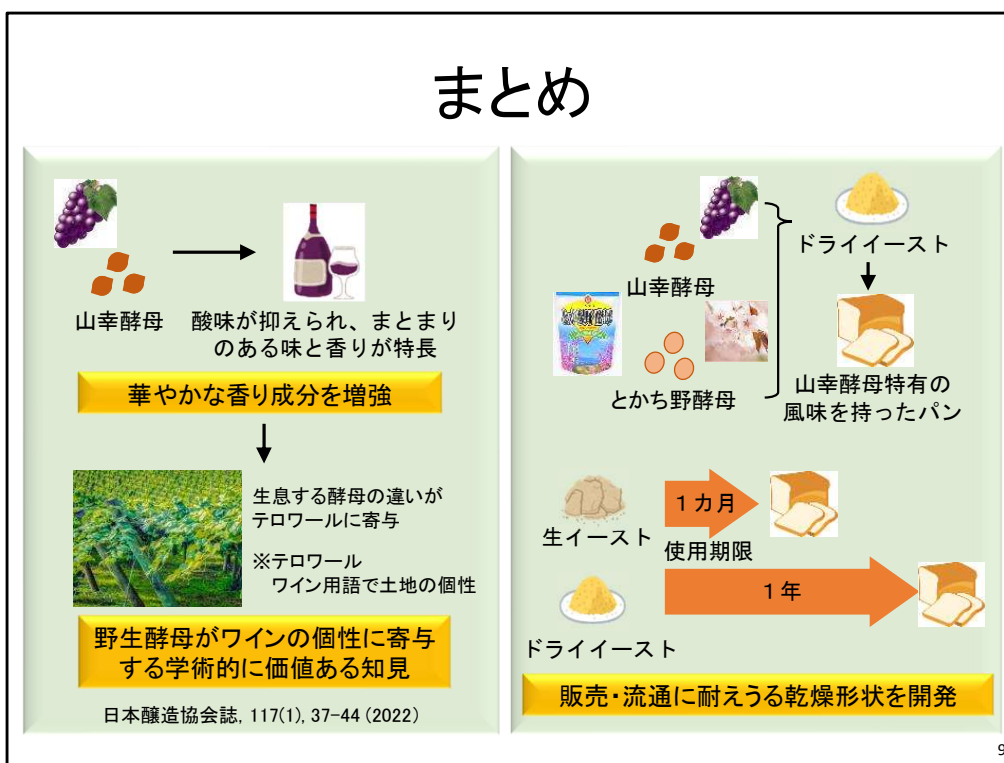 まとめ
山幸酵母
酸味が抑えられ、まとまり
のある味と香りが特長
華やかな香り成分を増強
生息する酵母の違いが
テロワールに寄与
※テロワール
ワイン用語で土地の個性
野生酵母がワインの個性に寄与
する学術的に価値ある知見
日本醸造協会誌, 117(1), 37-44 (2022)
山幸酵母
とかち野酵母
ドライイースト
山幸酵母特有の
風味を持ったパン
生イースト
1カ月
使用期限
1年
ドライイースト
販売・流通に耐えうる乾燥形状を開発
9